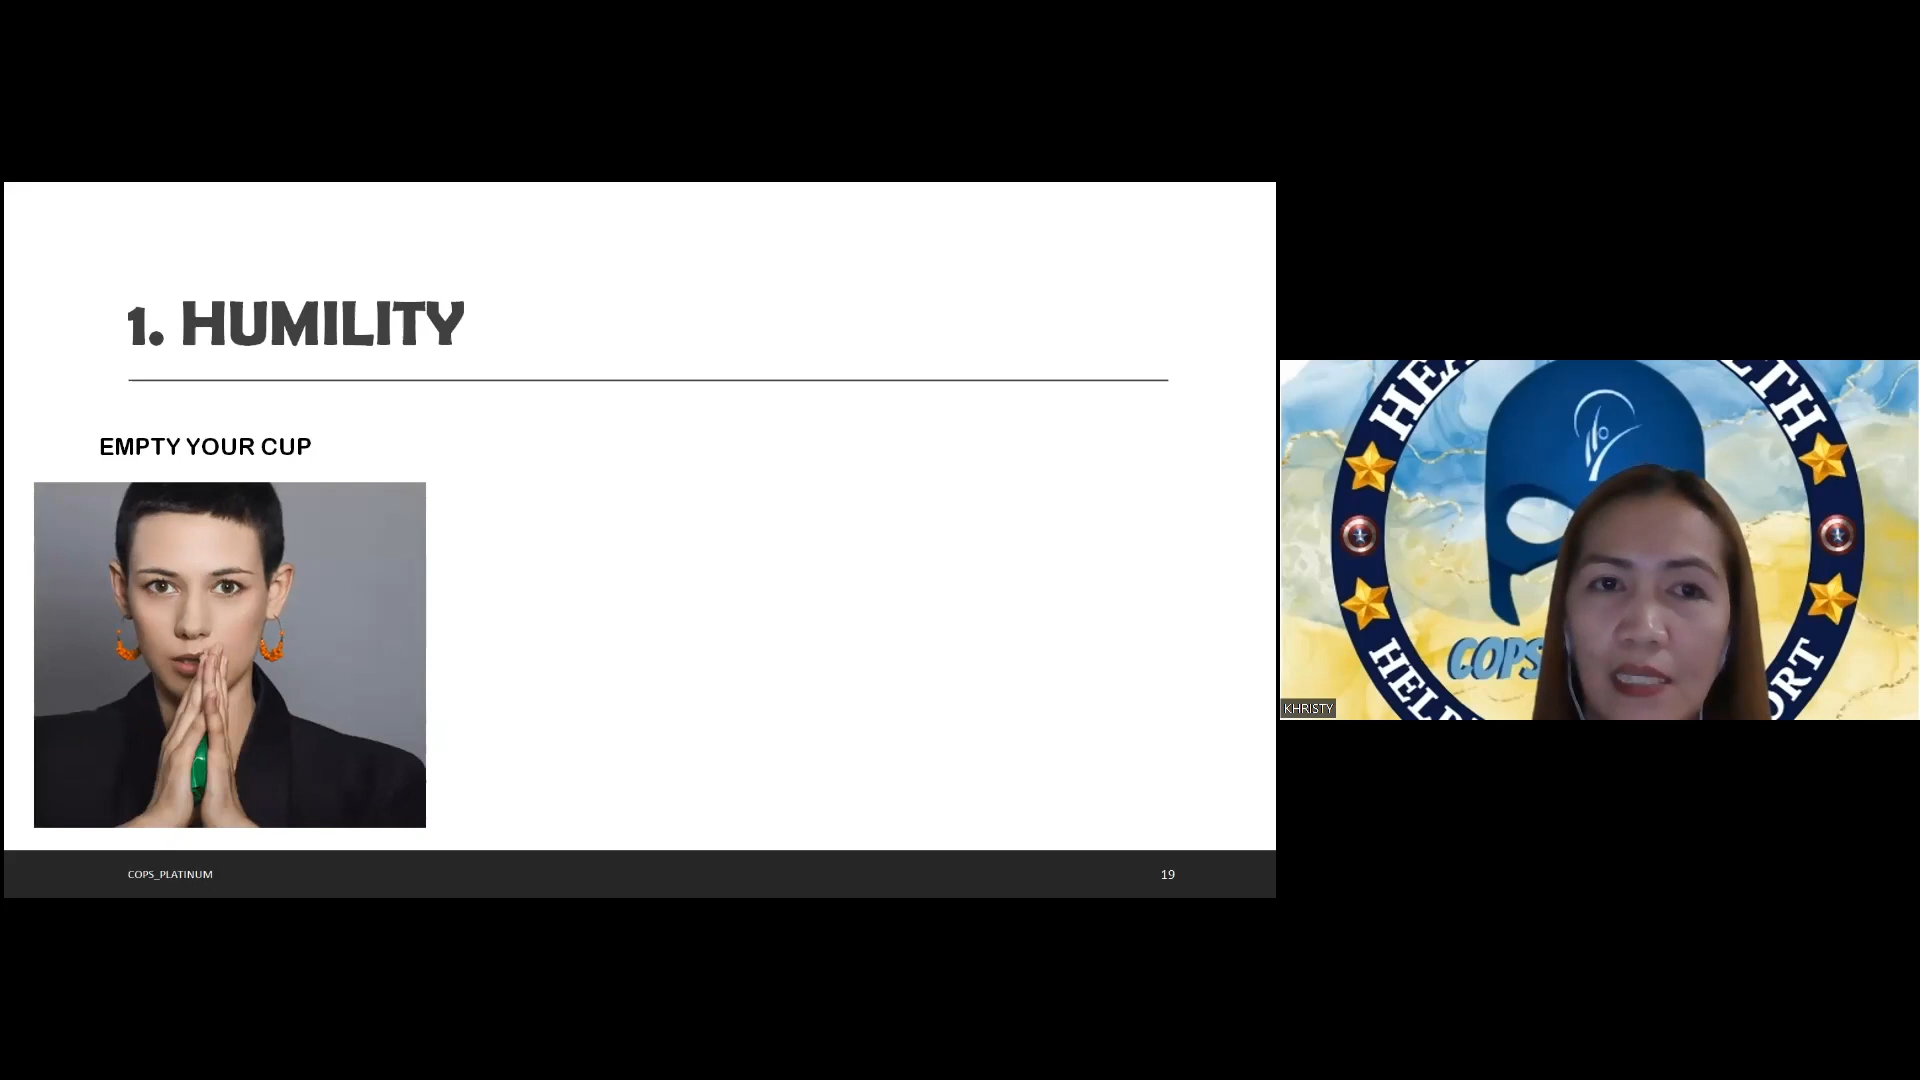 1. HUMILITY
EMPTY YOUR CUP
COPS_PLATINUM
19
COPS
KHRISTY